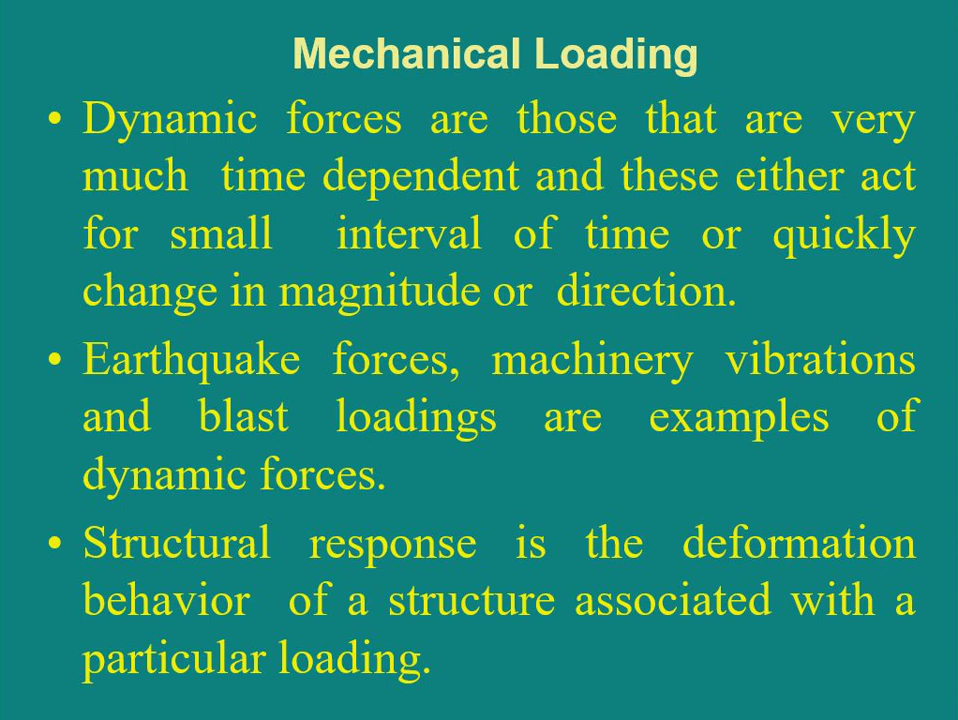 Mechanical Loading
• Dynamic forces are those that are very
much time dependent and these either act
for small interval of time or quickly
change in magnitude or direction.
• Earthquake forces, machinery vibrations
and blast loadings are examples of
dynamic forces.
• Structural response is the deformation
behavior of a structure associated with a
particular loading.